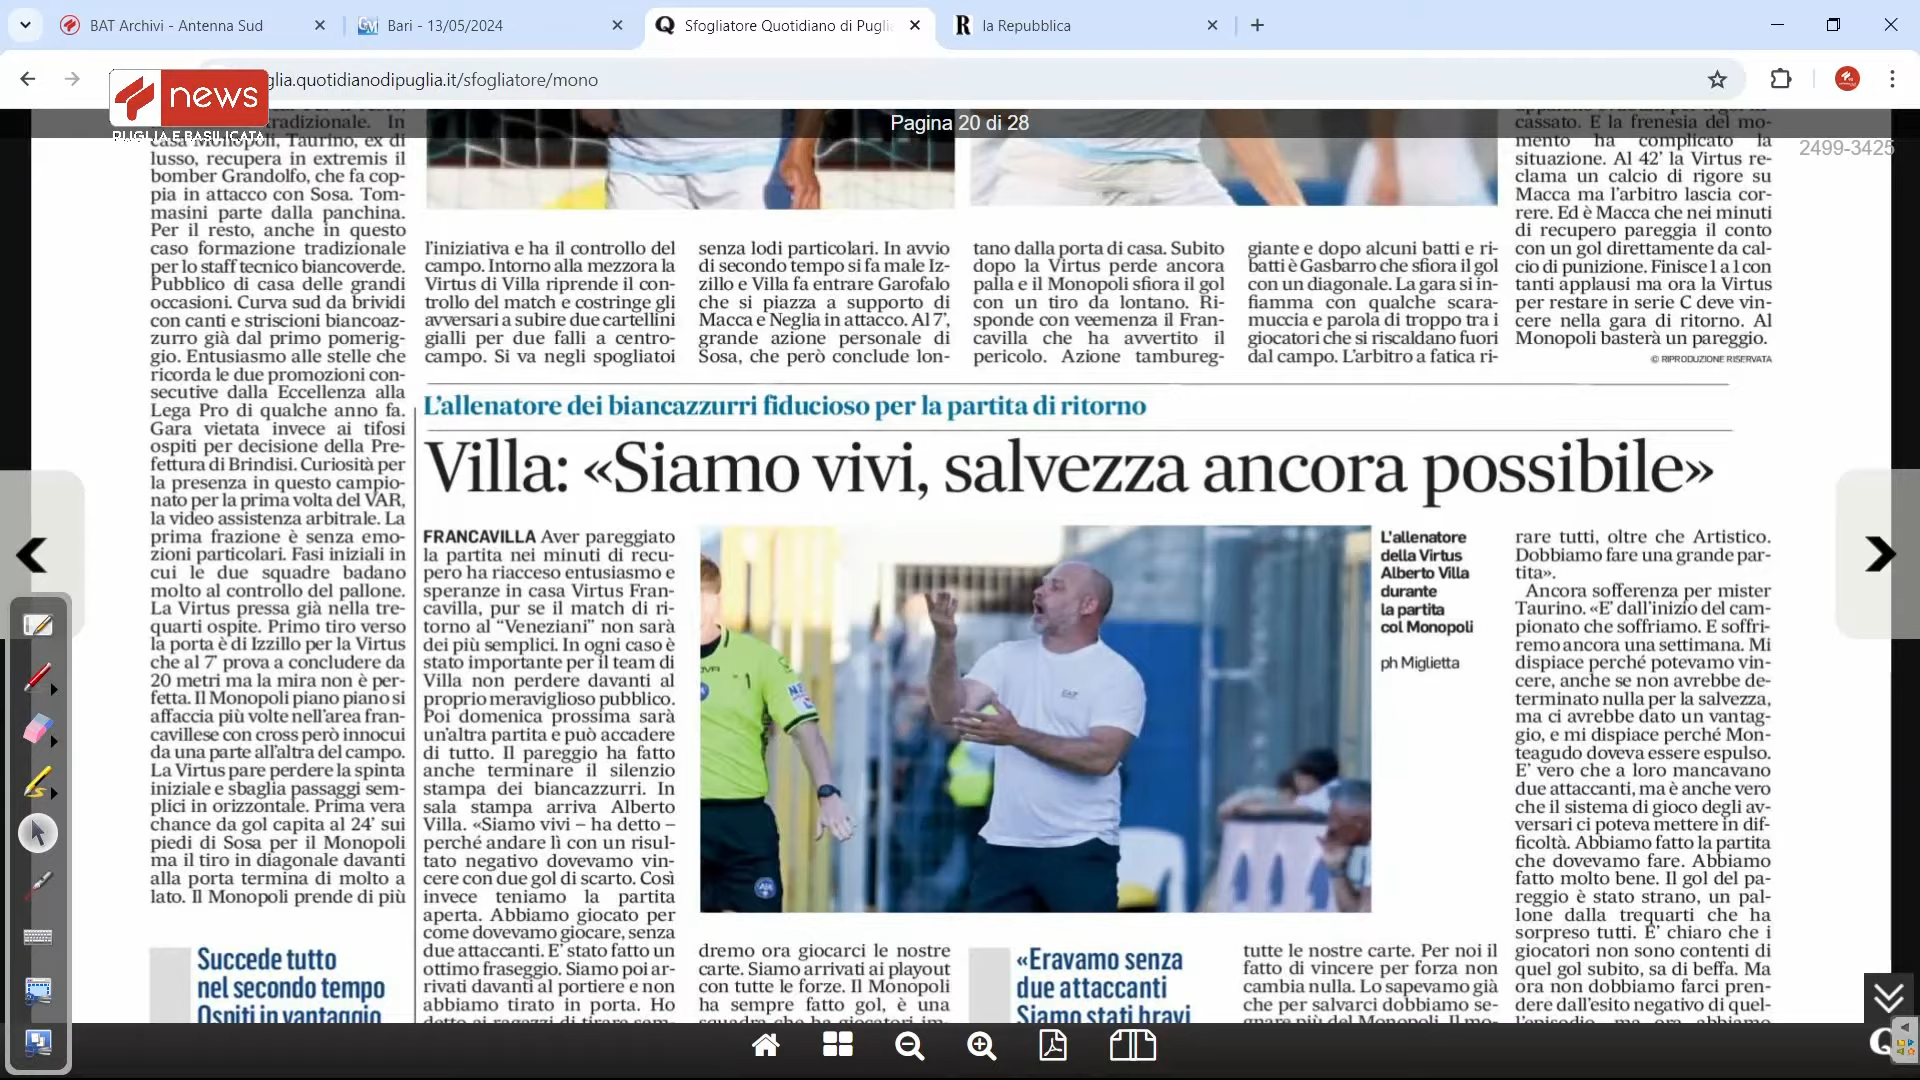 BAT Archivi - Antenna Sud
Bari - 13/05/2024
Sfogliatore Quotidiano di Puglia
la Repubblica
glia.quotidianodipuglia.it/sfogliatore/mono
news
PUGLIA E BASILICATA
Pagina 20 di 28
2499-3425
tradizionale. In
casa Monopoli, Taurino, ex di
lusso, recupera in extremis il
bomber Grandolfo, che fa cop-
pia in attacco con Sosa. Tom-
masini parte dalla panchina.
Per il resto, anche in questo
caso formazione tradizionale
per lo staff tecnico biancoverde.
Pubblico di casa delle grandi
occasioni. Curva sud da brividi
con canti e striscioni biancoaz-
zurro già dal primo pomerig-
gio. Entusiasmo alle stelle che
ricorda le due promozioni con-
secutive dalla Eccellenza alla
Lega Pro di qualche anno fa.
Gara vietata invece ai tifosi
ospiti per decisione della Pre-
fettura di Brindisi. Curiosità per
la presenza in questo campio-
nato per la prima volta del VAR,
la video assistenza arbitrale. La
prima frazione è senza emo-
zioni particolari. Fasi iniziali in
cui le due squadre badano
molto al controllo del pallone.
La Virtus pressa già nella tre-
quarti ospite. Primo tiro verso
la porta è di Izzillo per la Virtus
che al 7' prova a concludere da
20 metri ma la mira non è per-
fetta. Il Monopoli piano piano si
affaccia più volte nell'area fran-
cavillese con cross però innocui
da una parte all'altra del campo.
La Virtus pare perdere la spinta
iniziale e sbaglia passaggi sem-
plici in orizzontale. Prima vera
chance da gol capita al 24' sui
piedi di Sosa per il Monopoli
ma il tiro in diagonale davanti
alla porta termina di molto a
lato. Il Monopoli prende di più
l'iniziativa e ha il controllo del
campo. Intorno alla mezzora la
Virtus di Villa riprende il con-
trollo del match e costringe gli
avversari a subire due cartellini
gialli per due falli a centro-
campo. Si va negli spogliatoi
senza lodi particolari. In avvio
di secondo tempo si fa male Iz-
zillo e Villa fa entrare Garofalo
che si piazza a supporto di
Macca e Neglia in attacco. Al 7',
grande azione personale di
Sosa, che però conclude lon-
tano dalla porta di casa. Subito
dopo la Virtus perde ancora
palla e il Monopoli sfiora il gol
con un tiro da lontano. Ri-
sponde con veemenza il Fran-
cavilla che ha avvertito il
pericolo. Azione tambureg-
giante e dopo alcuni batti e ri-
batti è Gasbarro che sfiora il gol
con un diagonale. La gara si in-
fiamma con qualche scara-
muccia e parola di troppo tra i
giocatori che si riscaldano fuori
dal campo. L'arbitro a fatica ri-
cassato. E la frenesia del mo-
mento ha complicato la
situazione. Al 42' la Virtus re-
clama un calcio di rigore su
Macca ma l'arbitro lascia cor-
rere. Ed è Macca che nei minuti
di recupero pareggia il conto
con un gol direttamente da cal-
cio di punizione. Finisce 1 a 1 con
tanti applausi ma ora la Virtus
per restare in serie C deve vin-
cere nella gara di ritorno. Al
Monopoli basterà un pareggio.
© RIPRODUZIONE RISERVATA
L'allenatore dei biancazzurri fiducioso per la partita di ritorno
Villa: «Siamo vivi, salvezza ancora possibile»
FRANCAVILLA Aver pareggiato
la partita nei minuti di recu-
pero ha riacceso entusiasmo e
speranze in casa Virtus Fran-
cavilla, pur se il match di ri-
torno al “Veneziani” non sarà
dei più semplici. In ogni caso è
stato importante per il team di
Villa non perdere davanti al
proprio meraviglioso pubblico.
Poi domenica prossima sarà
un'altra partita e può accadere
di tutto. Il pareggio ha fatto
anche terminare il silenzio
stampa dei biancazzurri. In
sala stampa arriva Alberto
Villa. «Siamo vivi – ha detto –
perché andare lì con un risul-
tato negativo dovevamo vin-
cere con due gol di scarto. Così
invece teniamo la partita
aperta. Abbiamo giocato per
come dovevamo giocare, senza
due attaccanti. E' stato fatto un
ottimo fraseggio. Siamo poi ar-
rivati davanti al portiere e non
abbiamo tirato in porta. Ho
detto ai ragazzi di tirare sem-
L'allenatore
della Virtus
Alberto Villa
durante
la partita
col Monopoli
ph Miglietta
dremo ora giocarci le nostre
carte. Siamo arrivati ai playout
con tutte le forze. Il Monopoli
ha sempre fatto gol, è una
squadra che ha giocatori im-
tutte le nostre carte. Per noi il
fatto di vincere per forza non
cambia nulla. Lo sapevamo già
che per salvarci dobbiamo se-
gnare più del Monopoli. Il mo-
rare tutti, oltre che Artistico.
Dobbiamo fare una grande par-
tita».
Ancora sofferenza per mister
Taurino. «E' dall'inizio del cam-
pionato che soffriamo. E soffri-
remo ancora una settimana. Mi
dispiace perché potevamo vin-
cere, anche se non avrebbe de-
terminato nulla per la salvezza,
ma ci avrebbe dato un vantag-
gio, e mi dispiace perché Mon-
teagudo doveva essere espulso.
E' vero che a loro mancavano
due attaccanti, ma è anche vero
che il sistema di gioco degli av-
versari ci poteva mettere in dif-
ficoltà. Abbiamo fatto la partita
che dovevamo fare. Abbiamo
fatto molto bene. Il gol del pa-
reggio è stato strano, un pal-
lone dalla trequarti che ha
sorpreso tutti. E' chiaro che i
giocatori non sono contenti di
quel gol subito, sa di beffa. Ma
ora non dobbiamo farci pren-
dere dall'esito negativo di quel-
l'episodio, ma ora abbiamo
Succede tutto
nel secondo tempo
Ospiti in vantaggio
«Eravamo senza
due attaccanti
Siamo stati bravi